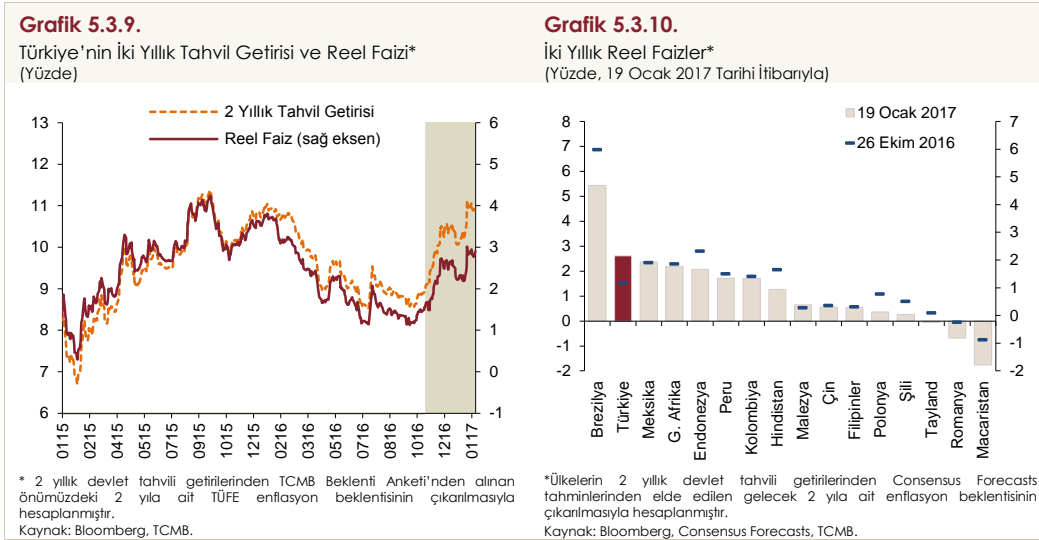 Grafik 5.3.9.
Türkiye'nin İki Yıllık Tahvil Getirisi ve Reel Faizi*
(Yüzde)
2 Yıllık Tahvil Getirisi
Reel Faiz (sağ eksen)
13
12
11
10
9
8
7
6
6
5
4
3
2
1
0
-1
0115
0215
0415
0515
0715
0915
1015
1215
0216
0316
0516
0716
0816
1016
1216
0117
* 2 yıllık devlet tahvili getirilerinden TCMB Beklenti Anketi'nden alınan
önümüzdeki 2 yıla ait TÜFE enflasyon beklentisinin çıkarılmasıyla
hesaplanmıştır.
Kaynak: Bloomberg, TCMB.
Grafik 5.3.10.
İki Yıllık Reel Faizler*
(Yüzde, 19 Ocak 2017 Tarihi İtibarıyla)
19 Ocak 2017
26 Ekim 2016
8
7
6
5
4
3
2
1
0
-1
-2
7
6
5
4
3
2
1
0
-1
-2
Brezilya
Türkiye
Meksika
G. Afrika
Endonezya
Peru
Kolombiya
Hindistan
Malezya
Çin
Filipinler
Polonya
Şili
Tayland
Romanya
Macaristan
*Ülkelerin 2 yıllık devlet tahvili getirilerinden Consensus Forecasts
tahminlerinden elde edilen gelecek 2 yıla ait enflasyon beklentisinin
çıkarılmasıyla hesaplanmıştır.
Kaynak: Bloomberg, Consensus Forecasts, TCMB.